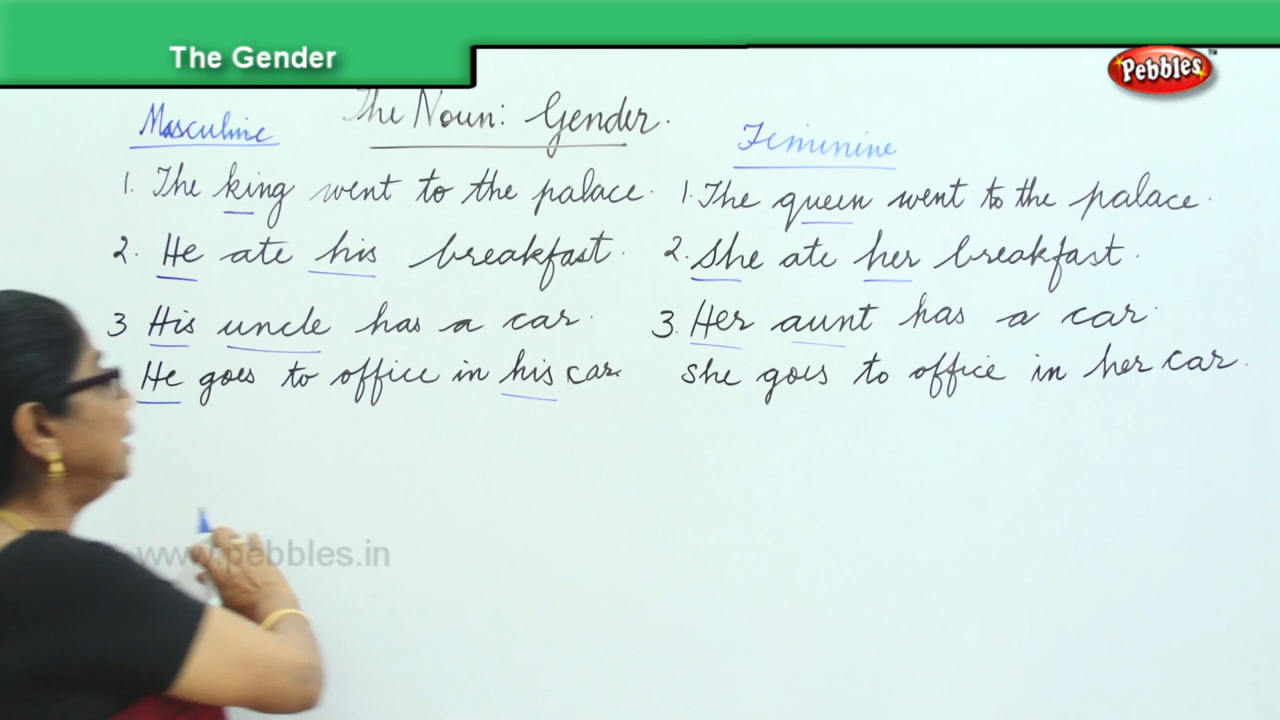 The Gender
Pebbles
The Noun: Gender.
Masculine
1. The king went to the palace.
2. He ate his breakfast.
3 His uncle has a car.
He goes to office in his car.
Feminine
1. The queen went to the palace.
2. She ate her breakfast.
3. Her aunt has a car.
she goes to office in her car.
www.pebbles.in